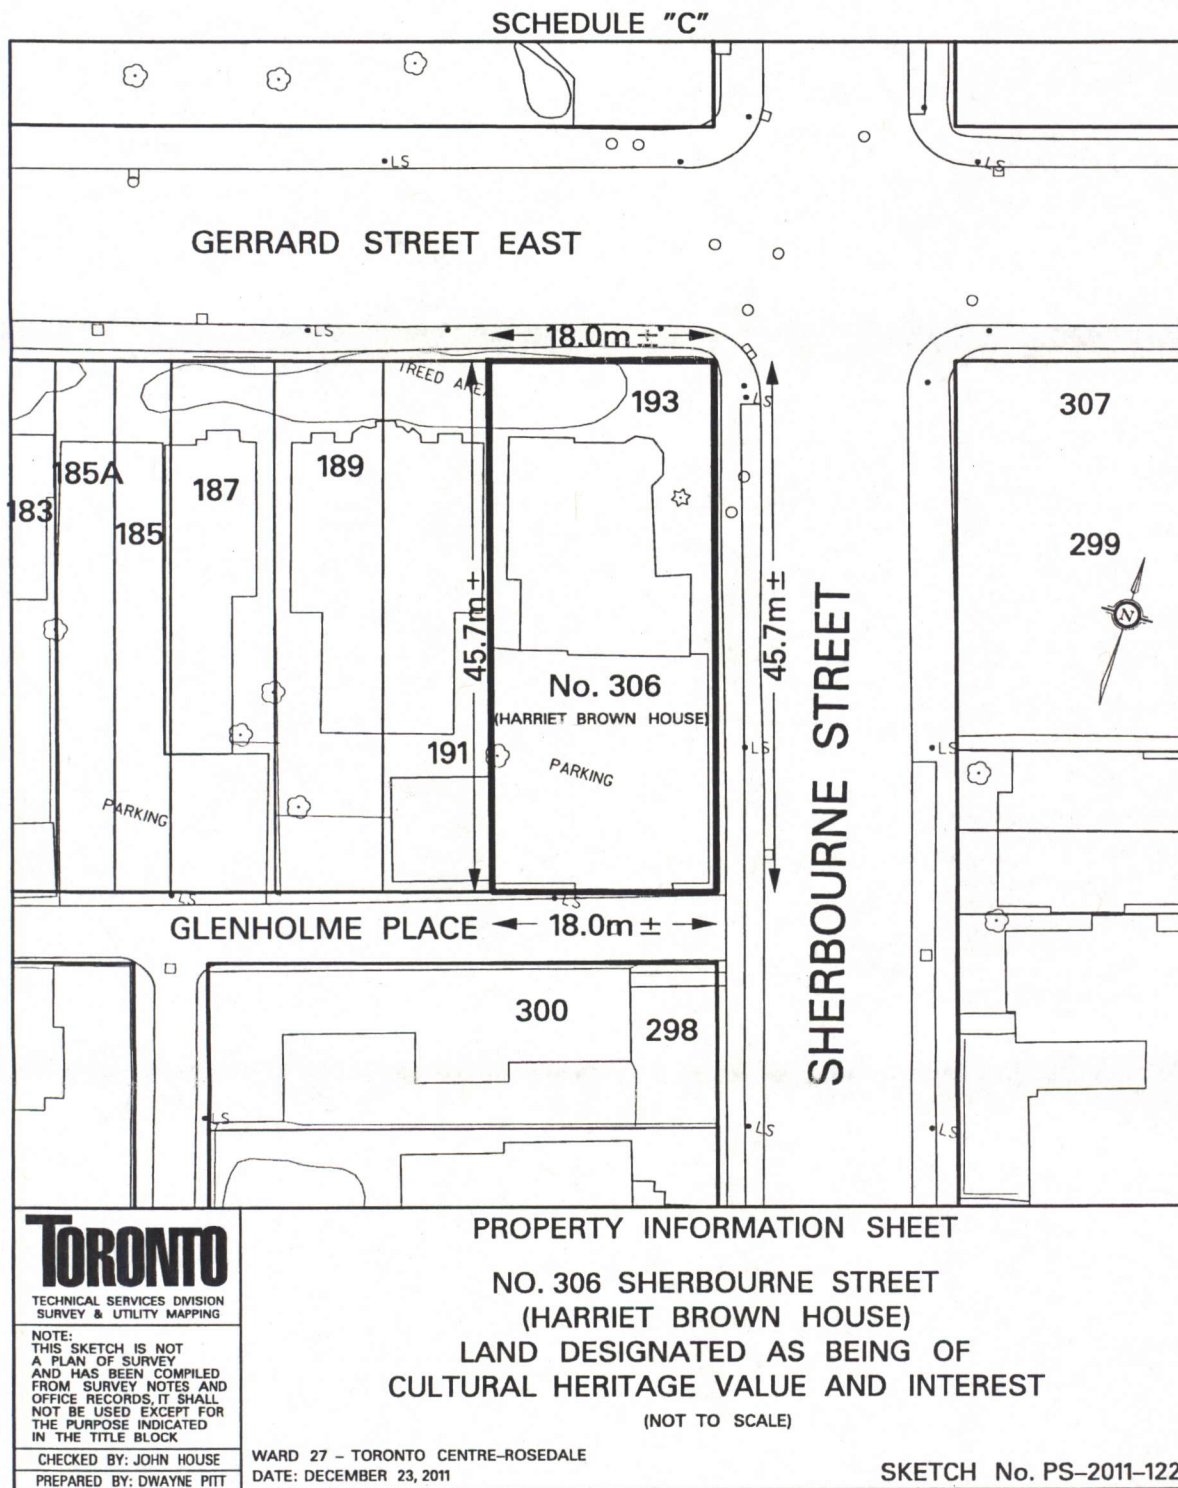 SCHEDULE "C"
LS
LS
GERRARD STREET EAST
LS
18.0m ±
TREED AREA
193
LS
307
185A
187
189
183
185
299
45.7m ±
45.7m ±
N
SHERBOURNE STREET
No. 306
(HARRIET BROWN HOUSE)
191
PARKING
LS
LS
PARKING
LS
LS
GLENHOLME PLACE
18.0m ±
300
298
LS
LS
LS
TORONTO
TECHNICAL SERVICES DIVISION
SURVEY & UTILITY MAPPING
NOTE:
THIS SKETCH IS NOT
A PLAN OF SURVEY
AND HAS BEEN COMPILED
FROM SURVEY NOTES AND
OFFICE RECORDS, IT SHALL
NOT BE USED EXCEPT FOR
THE PURPOSE INDICATED
IN THE TITLE BLOCK
CHECKED BY: JOHN HOUSE
PREPARED BY: DWAYNE PITT
PROPERTY INFORMATION SHEET
NO. 306 SHERBOURNE STREET
(HARRIET BROWN HOUSE)
LAND DESIGNATED AS BEING OF
CULTURAL HERITAGE VALUE AND INTEREST
(NOT TO SCALE)
WARD 27 – TORONTO CENTRE–ROSEDALE
DATE: DECEMBER 23, 2011
SKETCH No. PS–2011–122